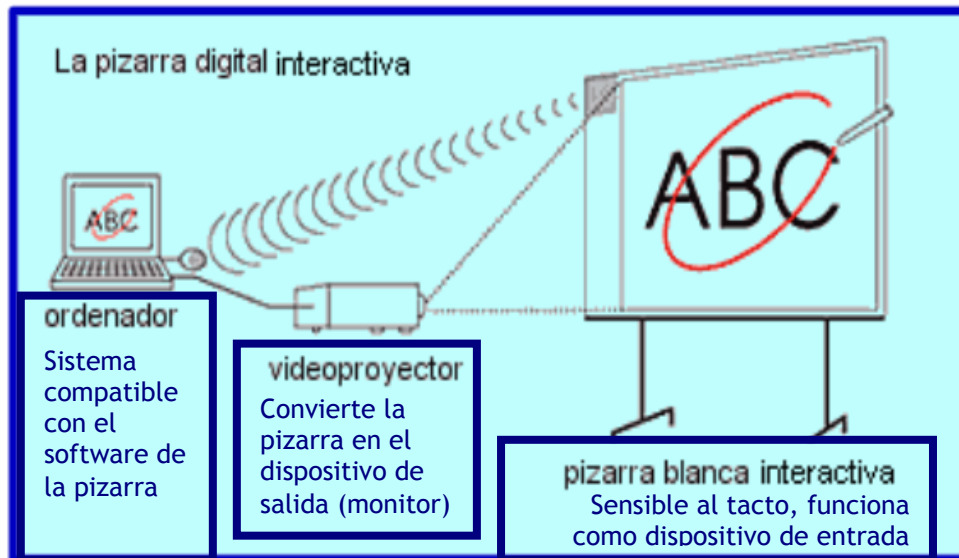 La pizarra digital interactiva
ABC
ABC
ordenador
Sistema
compatible
con el
software de
la pizarra
videoproyector
Convierte la
pizarra en el
dispositivo de
salida (monitor)
pizarra blanca interactiva
Sensible al tacto, funciona
como dispositivo de entrada